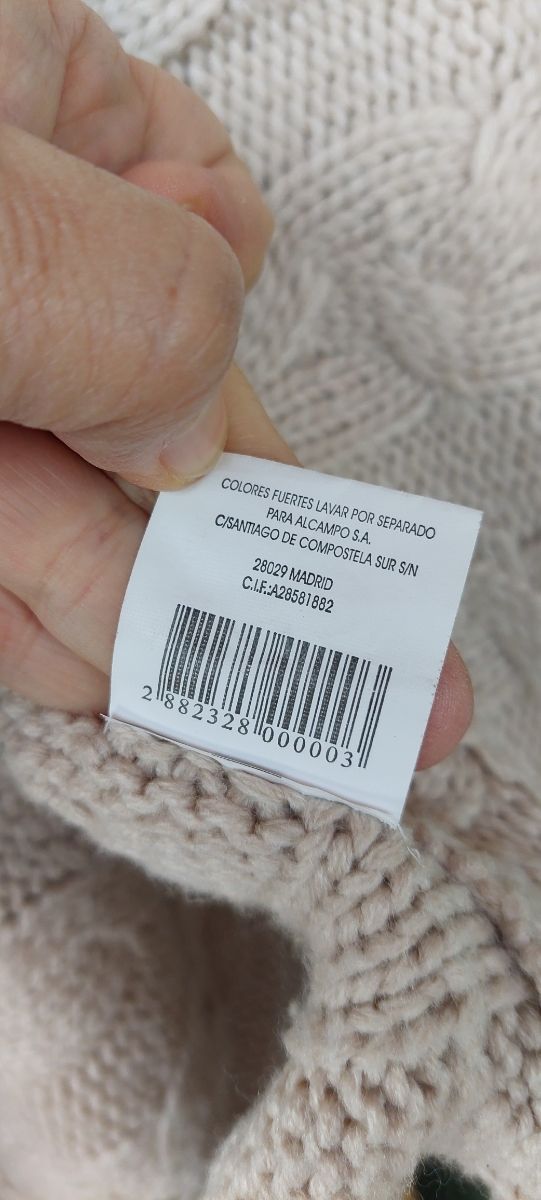 COLORES FUERTES LAVAR POR SEPARADO
PARA ALCAMPO S.A.
C/SANTIAGO DE COMPOSTELA SUR S/N
28029 MADRID
C.I.F.:A28581882
2 882328 000003